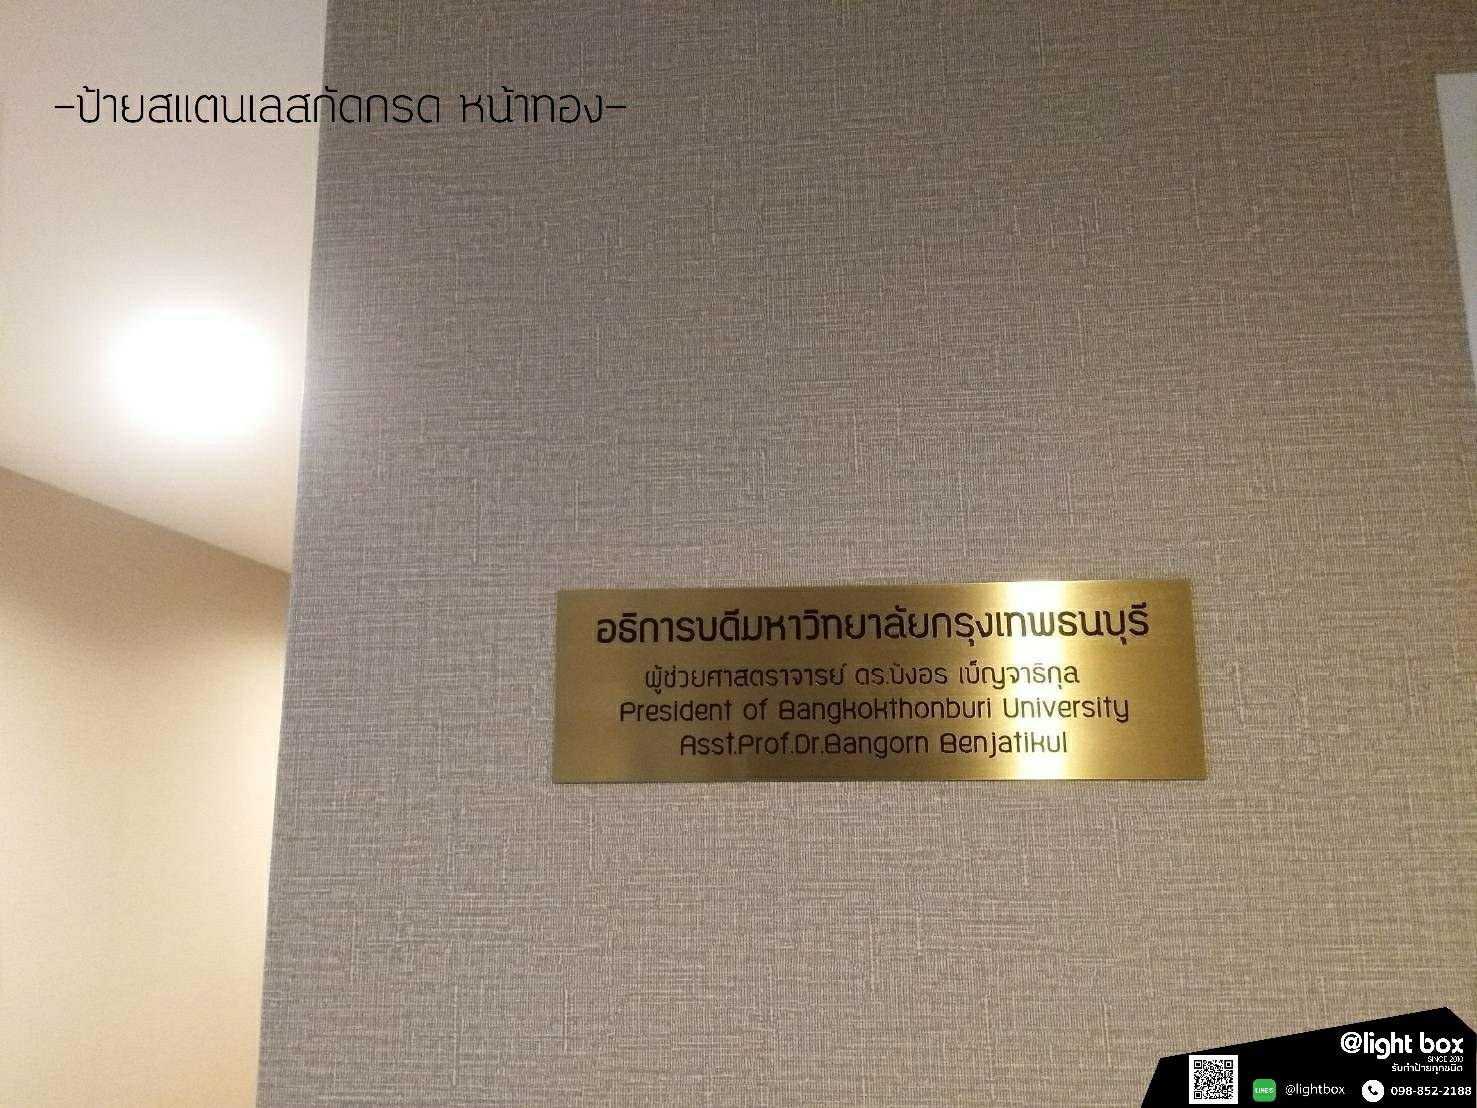 -ป้ายสแตนเลสกัดกรด หน้าทอง-
อธิการบดีมหาวิทยาลัยกรุงเทพธนบุรี
ผู้ช่วยศาสตราจารย์ ดร.บังอร เบ็ญจาธิกุล
President of Bangkokthonburi University
Asst.Prof.Dr.Bangorn Benjatikul
@light box
SINCE 2010
รับทำป้ายทุกชนิด
LINE@ @lightbox 098-852-2188